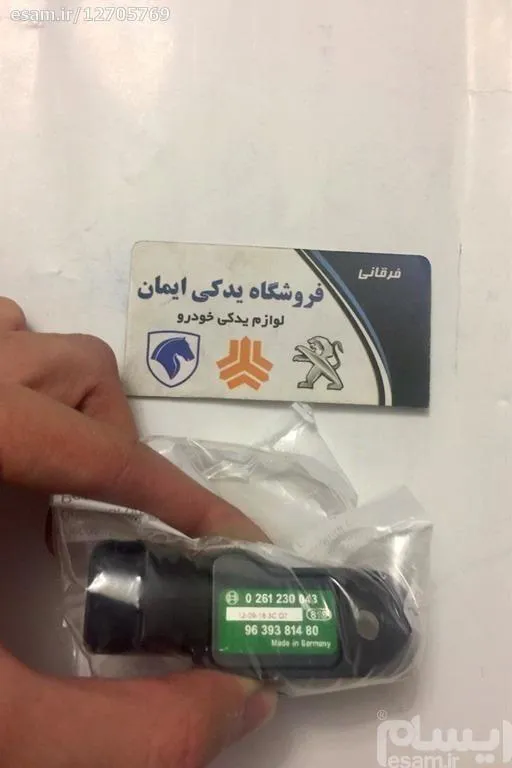 esam.ir/12705769
فرقانی
فروشگاه یدکی ایمان
لوازم یدکی خودرو
0 261 230 043
96 393 814 80
Made in Germany
ایسام®
esam.ir